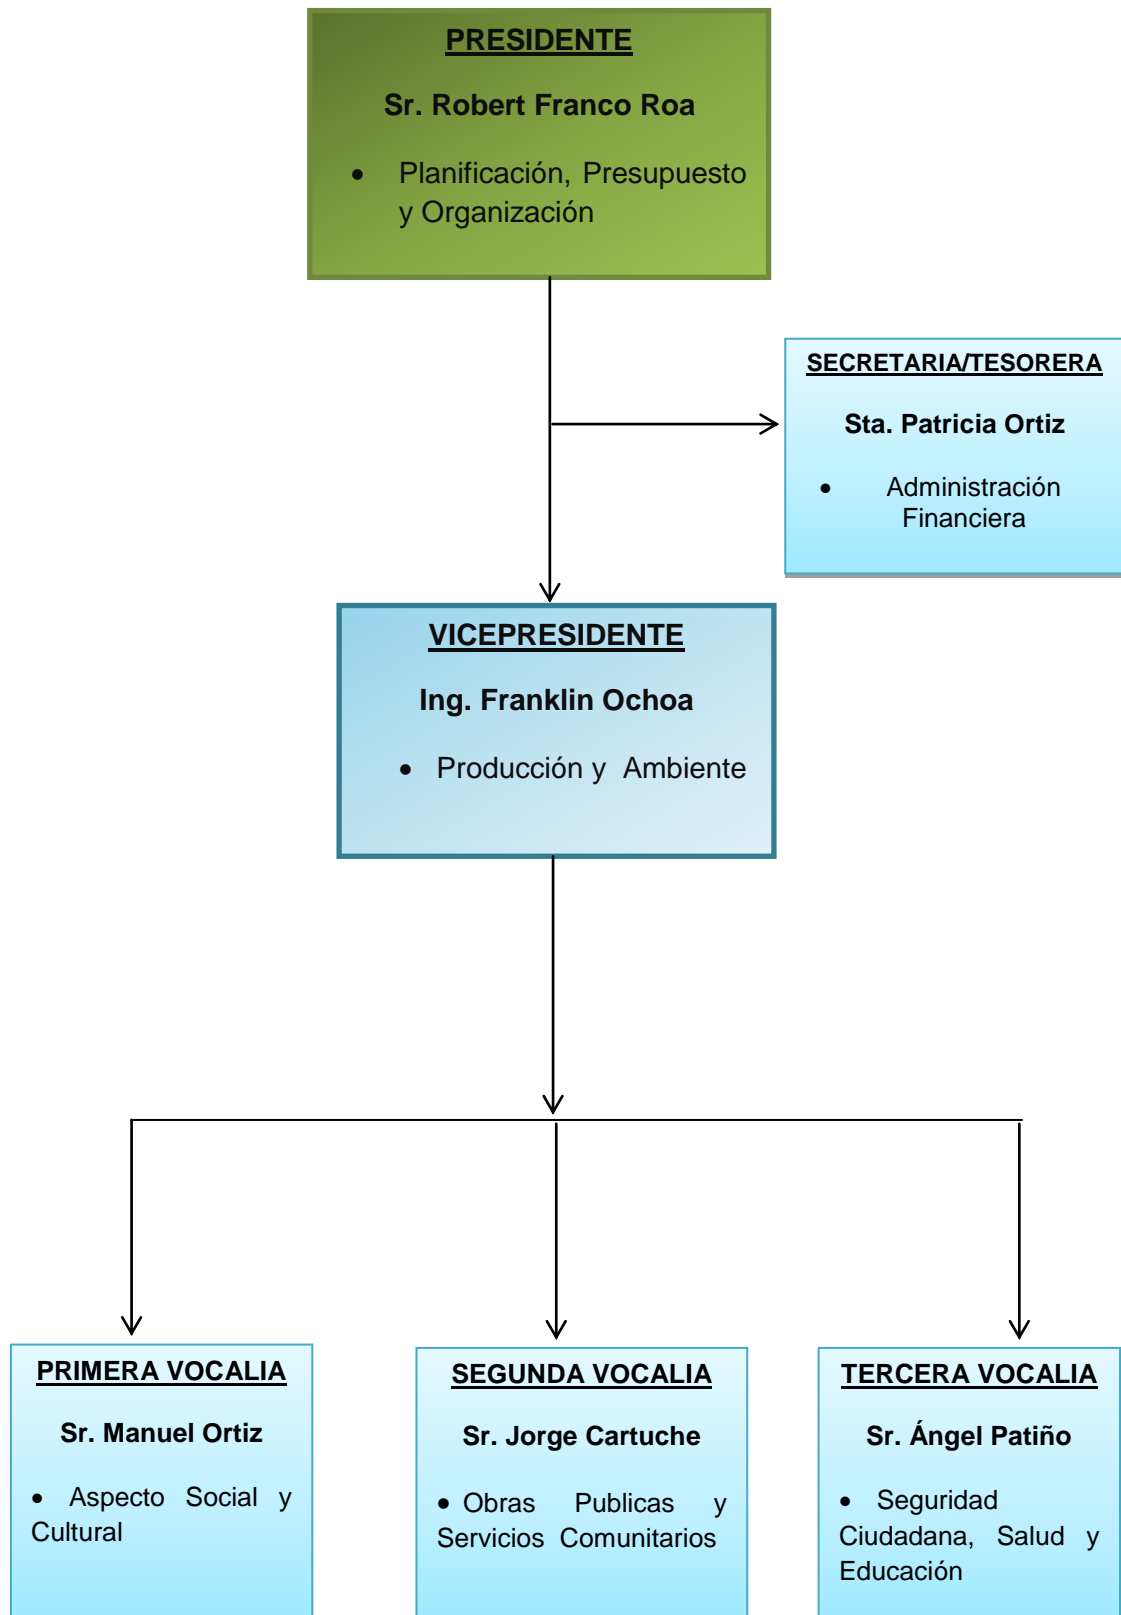 PRESIDENTE
Sr. Robert Franco Roa
• Planificación, Presupuesto
y Organización
SECRETARIA/TESORERA
Sta. Patricia Ortiz
• Administración
Financiera
VICEPRESIDENTE
Ing. Franklin Ochoa
• Producción y Ambiente
PRIMERA VOCALIA
Sr. Manuel Ortiz
• Aspecto Social y
Cultural
SEGUNDA VOCALIA
Sr. Jorge Cartuche
• Obras Publicas y
Servicios Comunitarios
TERCERA VOCALIA
Sr. Ángel Patiño
• Seguridad
Ciudadana, Salud y
Educación